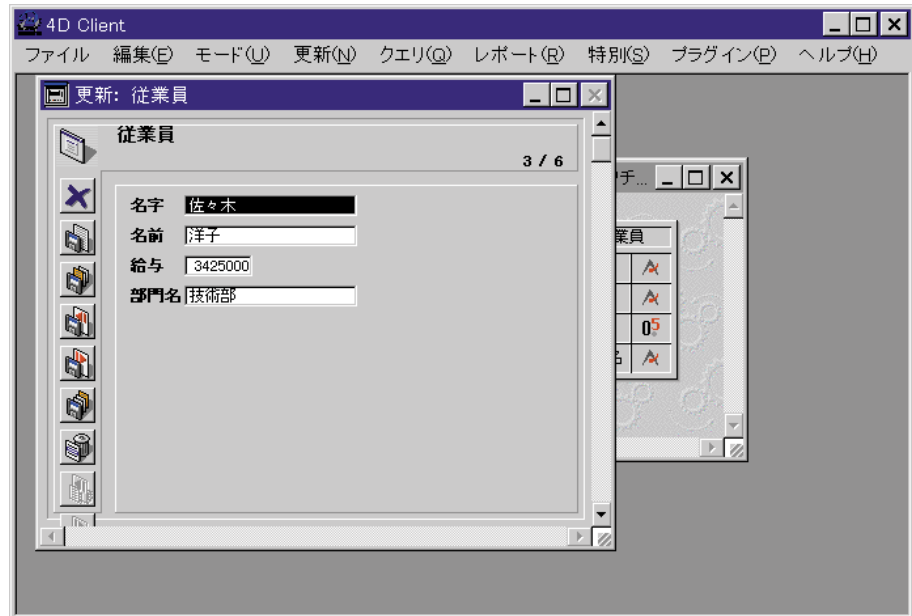 4D Client
ファイル 編集(E) モード(U) 更新(N) クエリ(Q) レポート(R) 特別(S) プラグイン(P) ヘルプ(H)
更新: 従業員
従業員
3 / 6
名字 佐々木
名前 洋子
給与 3425000
部門名 技術部
チ...
業員
05
名